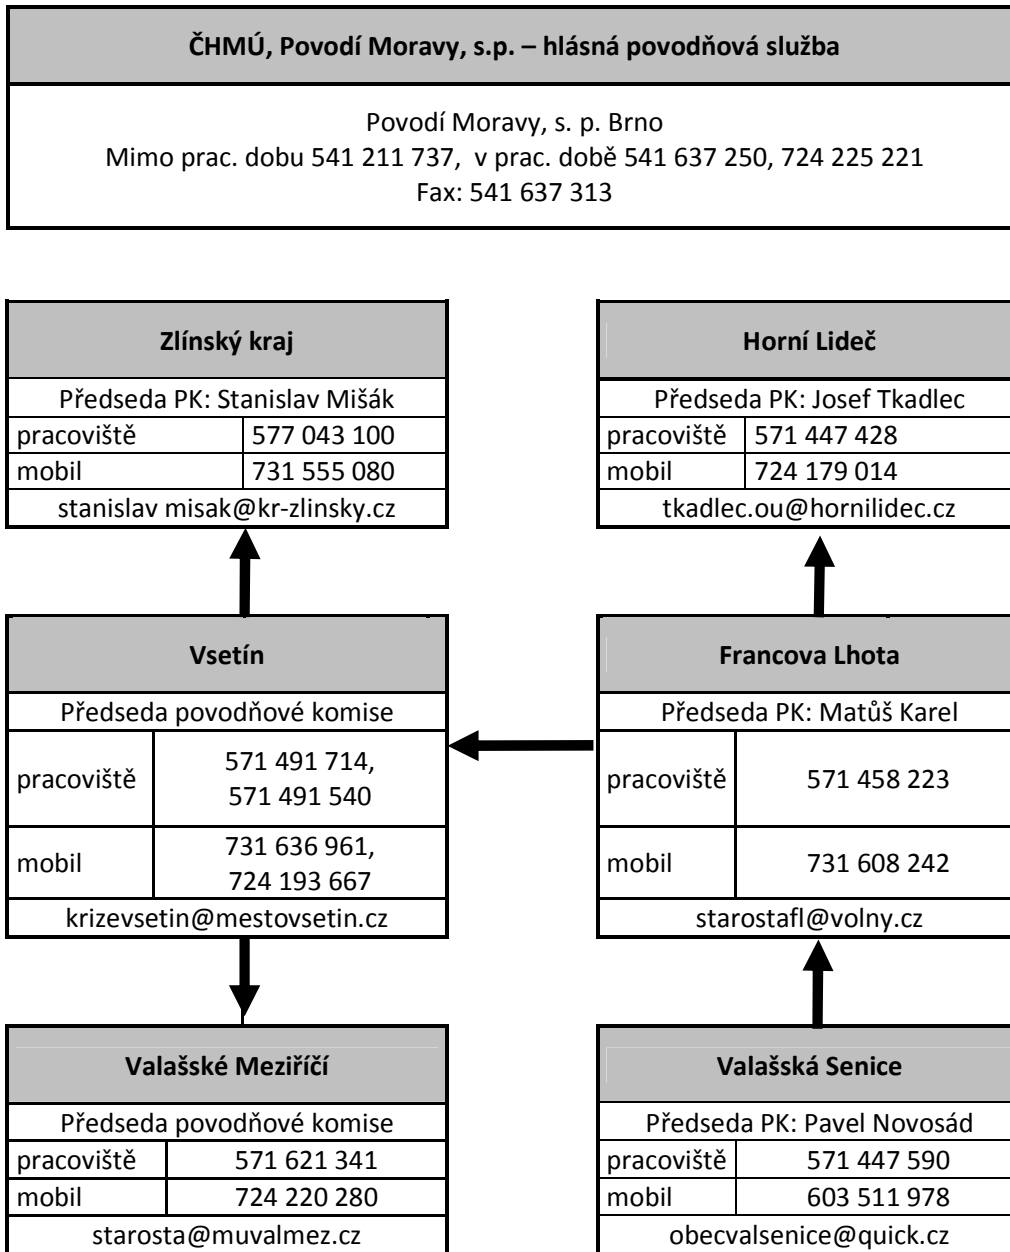 ČHMÚ, Povodí Moravy, s.p. – hlásná povodňová služba
Povodí Moravy, s. p. Brno
Mimo prac. dobu 541 211 737, v prac. době 541 637 250, 724 225 221
Fax: 541 637 313
Zlínský kraj
Předseda PK: Stanislav Mišák
pracoviště 577 043 100
mobil 731 555 080
stanislav misak@kr-zlinsky.cz
Horní Lideč
Předseda PK: Josef Tkadlec
pracoviště 571 447 428
mobil 724 179 014
tkadlec.ou@hornilidec.cz
Vsetín
Předseda povodňové komise
pracoviště 571 491 714,
571 491 540
mobil 731 636 961,
724 193 667
krizevsetin@mestovsetin.cz
Francova Lhota
Předseda PK: Matůš Karel
pracoviště 571 458 223
mobil 731 608 242
starostafl@volny.cz
Valašské Meziříčí
Předseda povodňové komise
pracoviště 571 621 341
mobil 724 220 280
starosta@muvalmez.cz
Valašská Senice
Předseda PK: Pavel Novosád
pracoviště 571 447 590
mobil 603 511 978
obecvalsenice@quick.cz